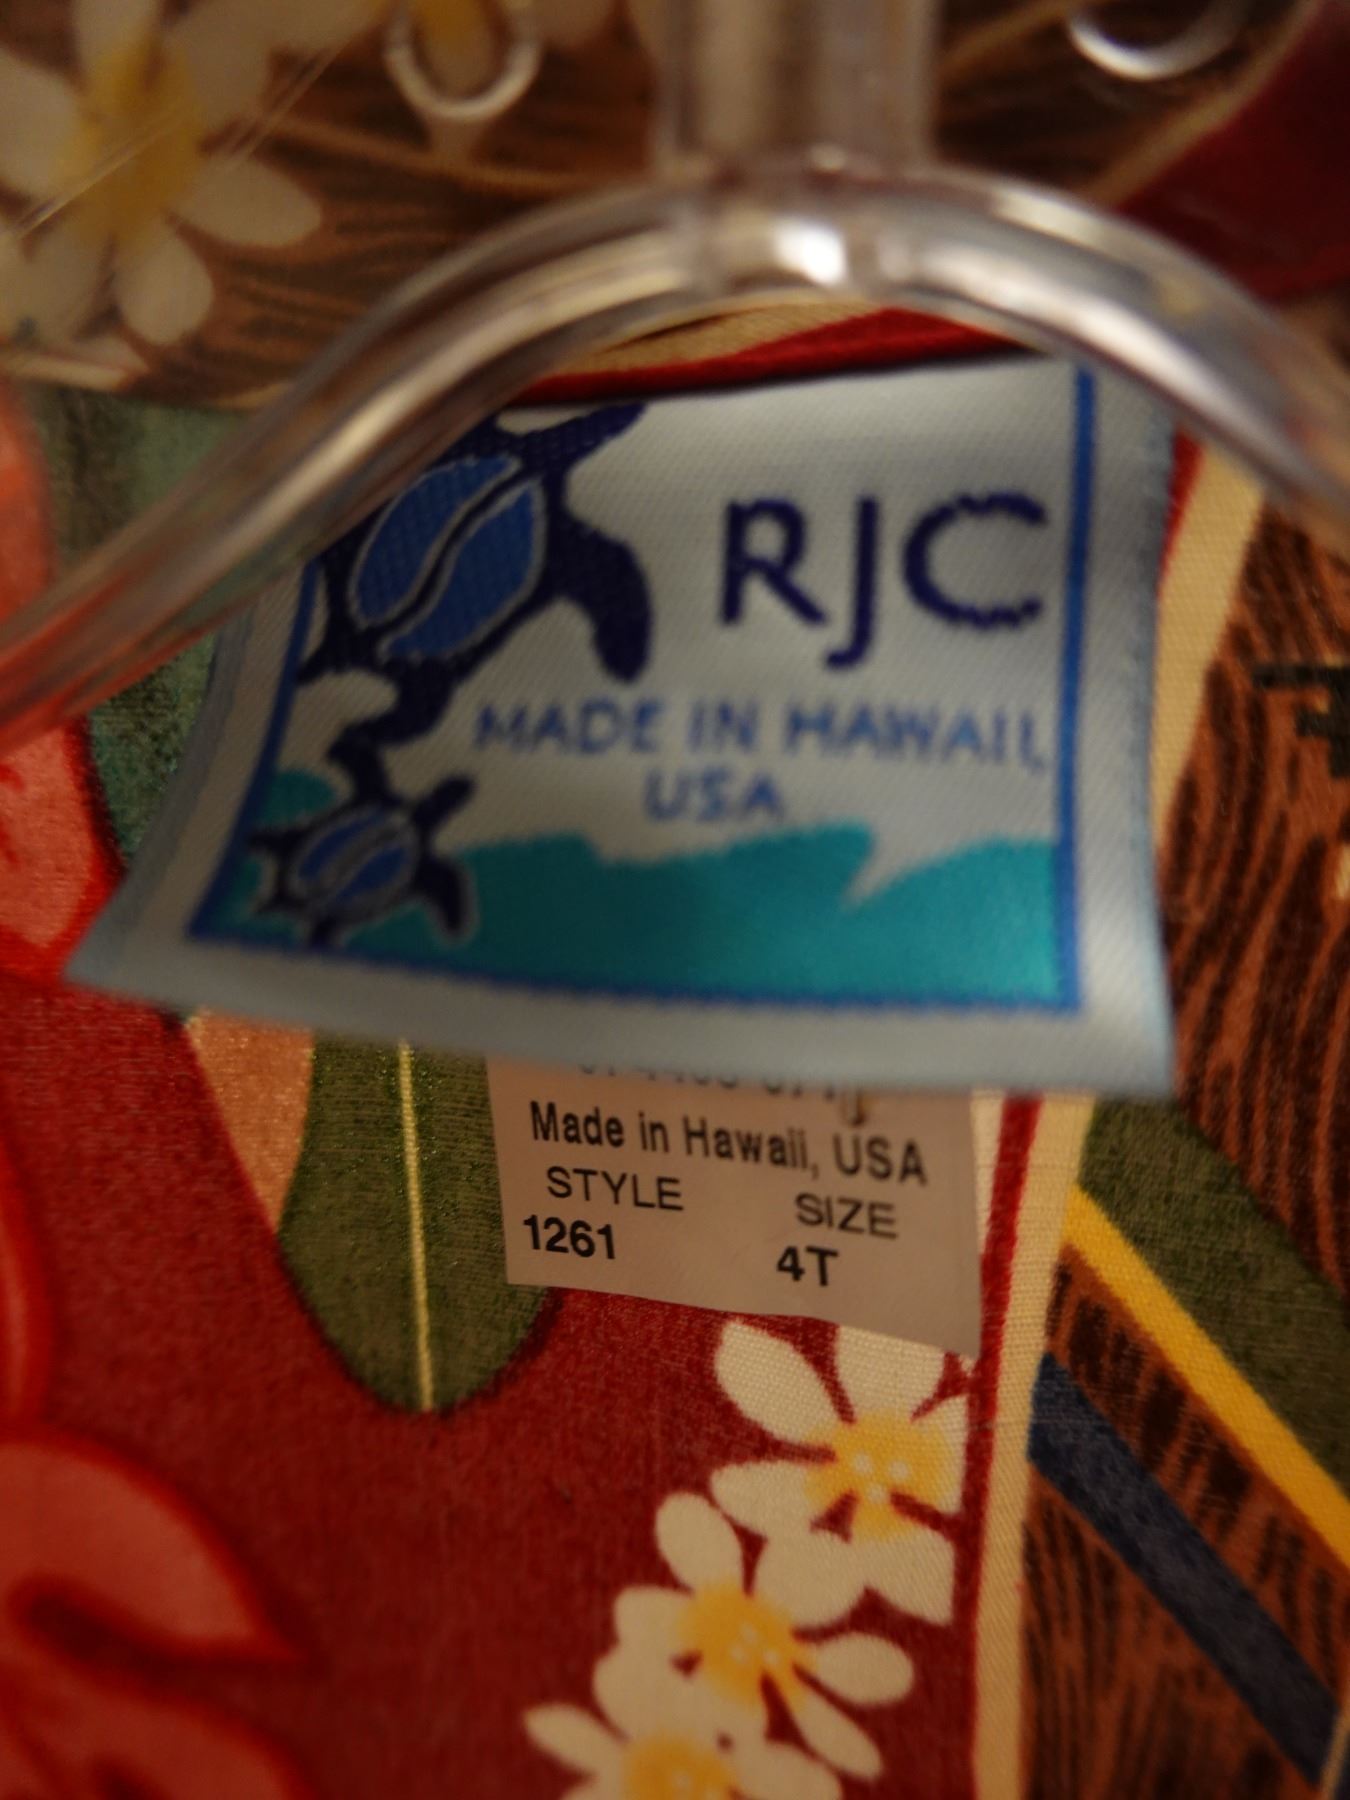 RJC
MADE IN HAWAII,
USA
Made in Hawaii, USA
STYLE SIZE
1261 4T